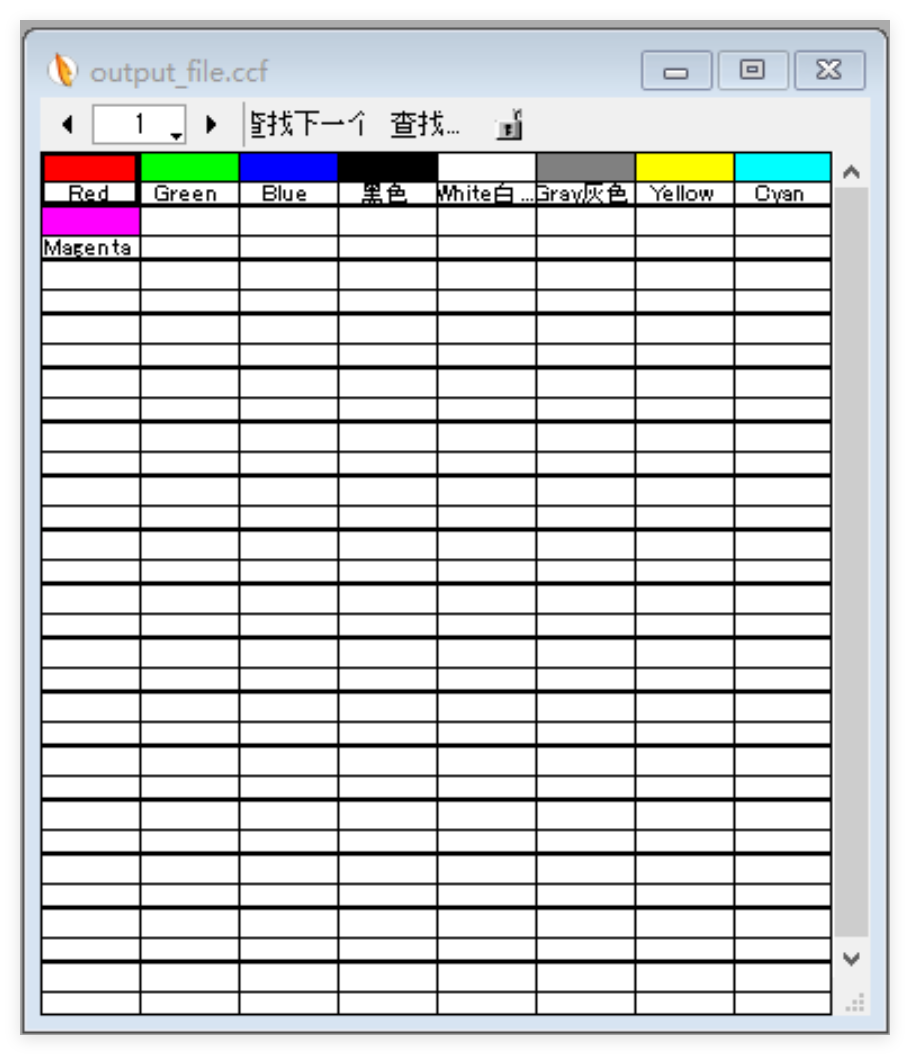 output_file.ccf
1 查找下一个 查找...
Red Green Blue 黑色 White白 ... Gray灰色 Yellow Cyan
Magenta